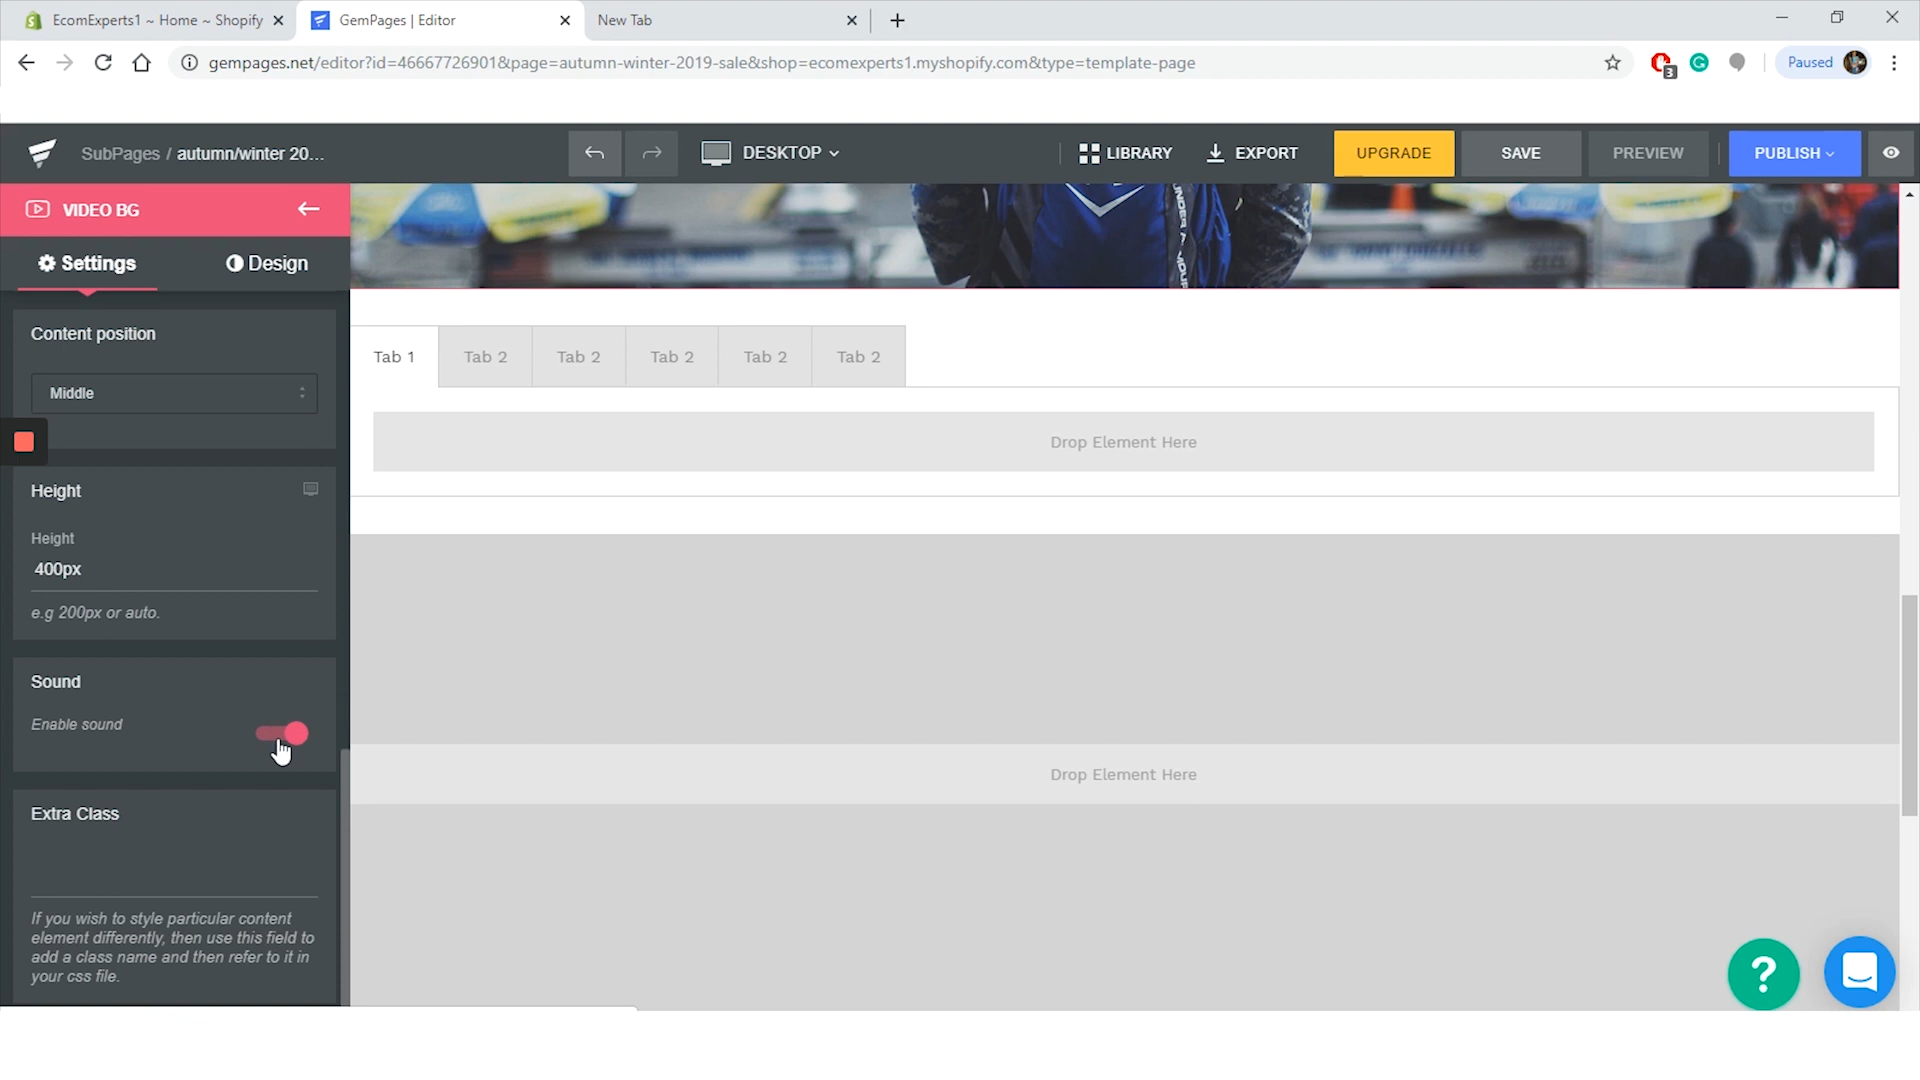 EcomExperts1 ~ Home ~ Shopify
GemPages | Editor
New Tab
gempages.net/editor?id=46667726901&page=autumn-winter-2019-sale&shop=ecomexperts1.myshopify.com&type=template-page
3
Paused
SubPages / autumn/winter 20...
DESKTOP
LIBRARY
EXPORT
UPGRADE
SAVE
PREVIEW
PUBLISH
VIDEO BG
Settings
Design
Content position
Middle
Height
Height
400px
e.g 200px or auto.
Sound
Enable sound
Extra Class
If you wish to style particular content
element differently, then use this field to
add a class name and then refer to it in
your css file.
Tab 1
Tab 2
Tab 2
Tab 2
Tab 2
Tab 2
Drop Element Here
Drop Element Here
?